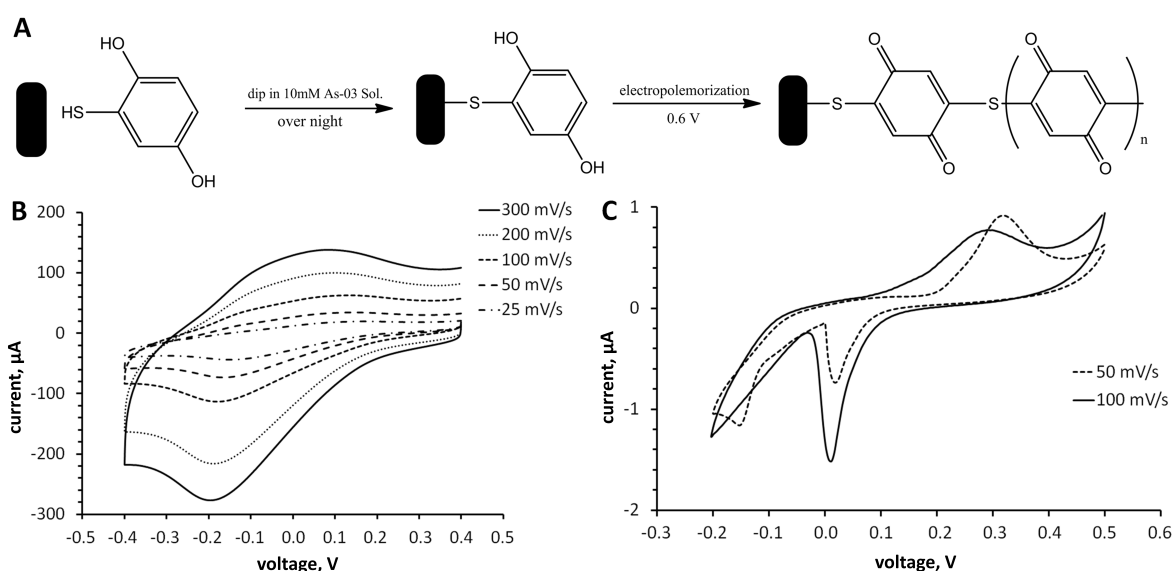 A
HO
HS
OH
dip in 10mM As-03 Sol.
over night
HO
S
OH
electropolemorization
0.6 V
O
S
O
S
O
O
n
B
200
100
0
-100
-200
-300
current, µA
-0.5 -0.4 -0.3 -0.2 -0.1 0.0 0.1 0.2 0.3 0.4 0.5
voltage, V
300 mV/s
200 mV/s
100 mV/s
50 mV/s
25 mV/s
C
1
0
-1
-2
current, µA
-0.3 -0.2 -0.1 0.0 0.1 0.2 0.3 0.4 0.5 0.6
voltage, V
50 mV/s
100 mV/s